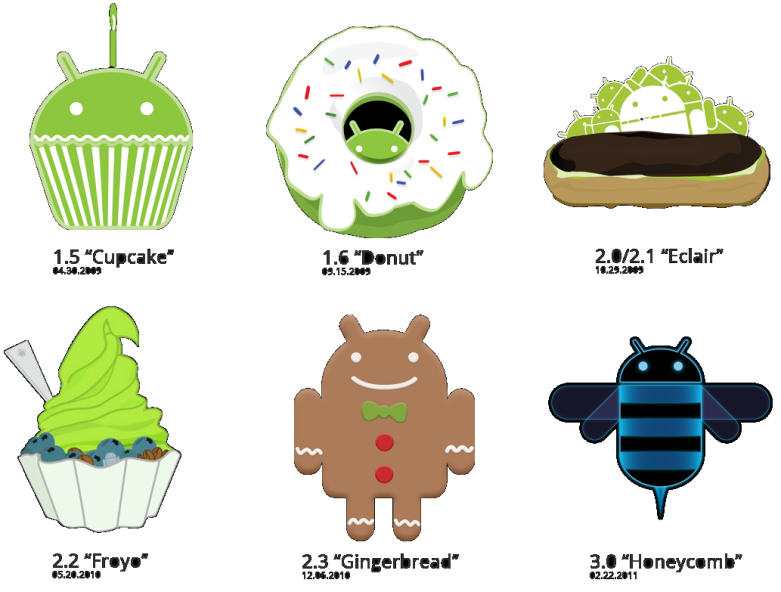 1.5 “Cupcake”
04.30.2009
1.6 “Donut”
09.15.2009
2.0/2.1 “Eclair”
10.29.2009
2.2 “Froyo”
05.20.2010
2.3 “Gingerbread”
12.06.2010
3.0 “Honeycomb”
02.22.2011